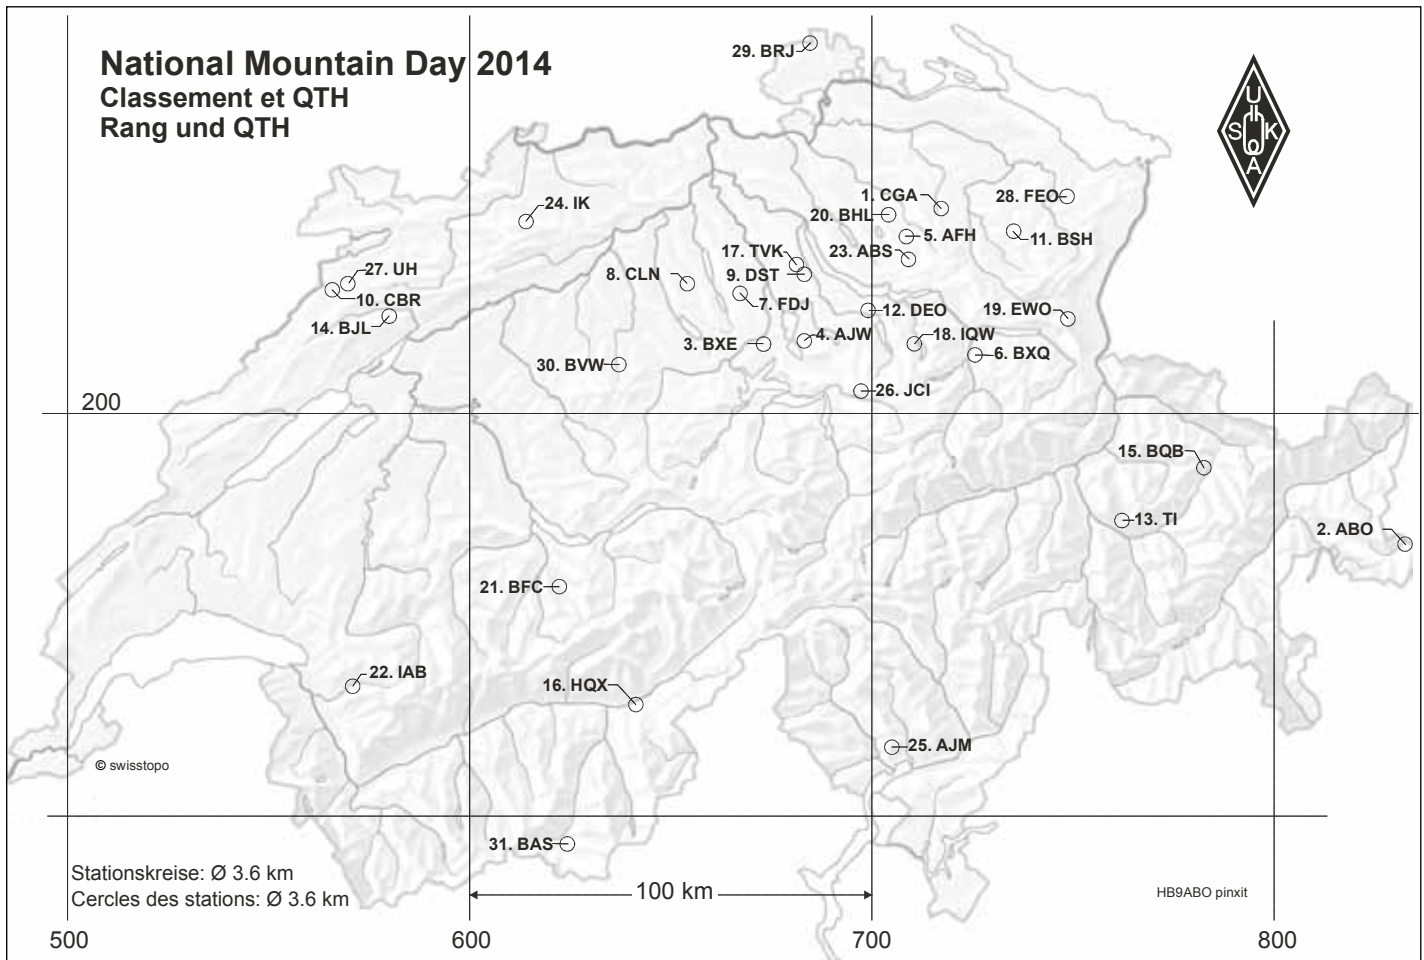 National Mountain Day 2014
Classement et QTH
Rang und QTH
29. BRJ
U
S K
A
1. CGA
28. FEO
24. IK
20. BHL
5. AFH
11. BSH
17. TVK
23. ABS
27. UH
8. CLN
9. DST
10. CBR
7. FDJ
12. DEO
19. EWO
14. BJL
3. BXE
4. AJW
18. IQW
6. BXQ
30. BVW
26. JCI
200
15. BQB
13. TI
2. ABO
21. BFC
22. IAB
16. HQX
25. AJM
© swisstopo
31. BAS
Stationskreise: Ø 3.6 km
Cercles des stations: Ø 3.6 km
100 km
HB9ABO pinxit
500 600 700 800